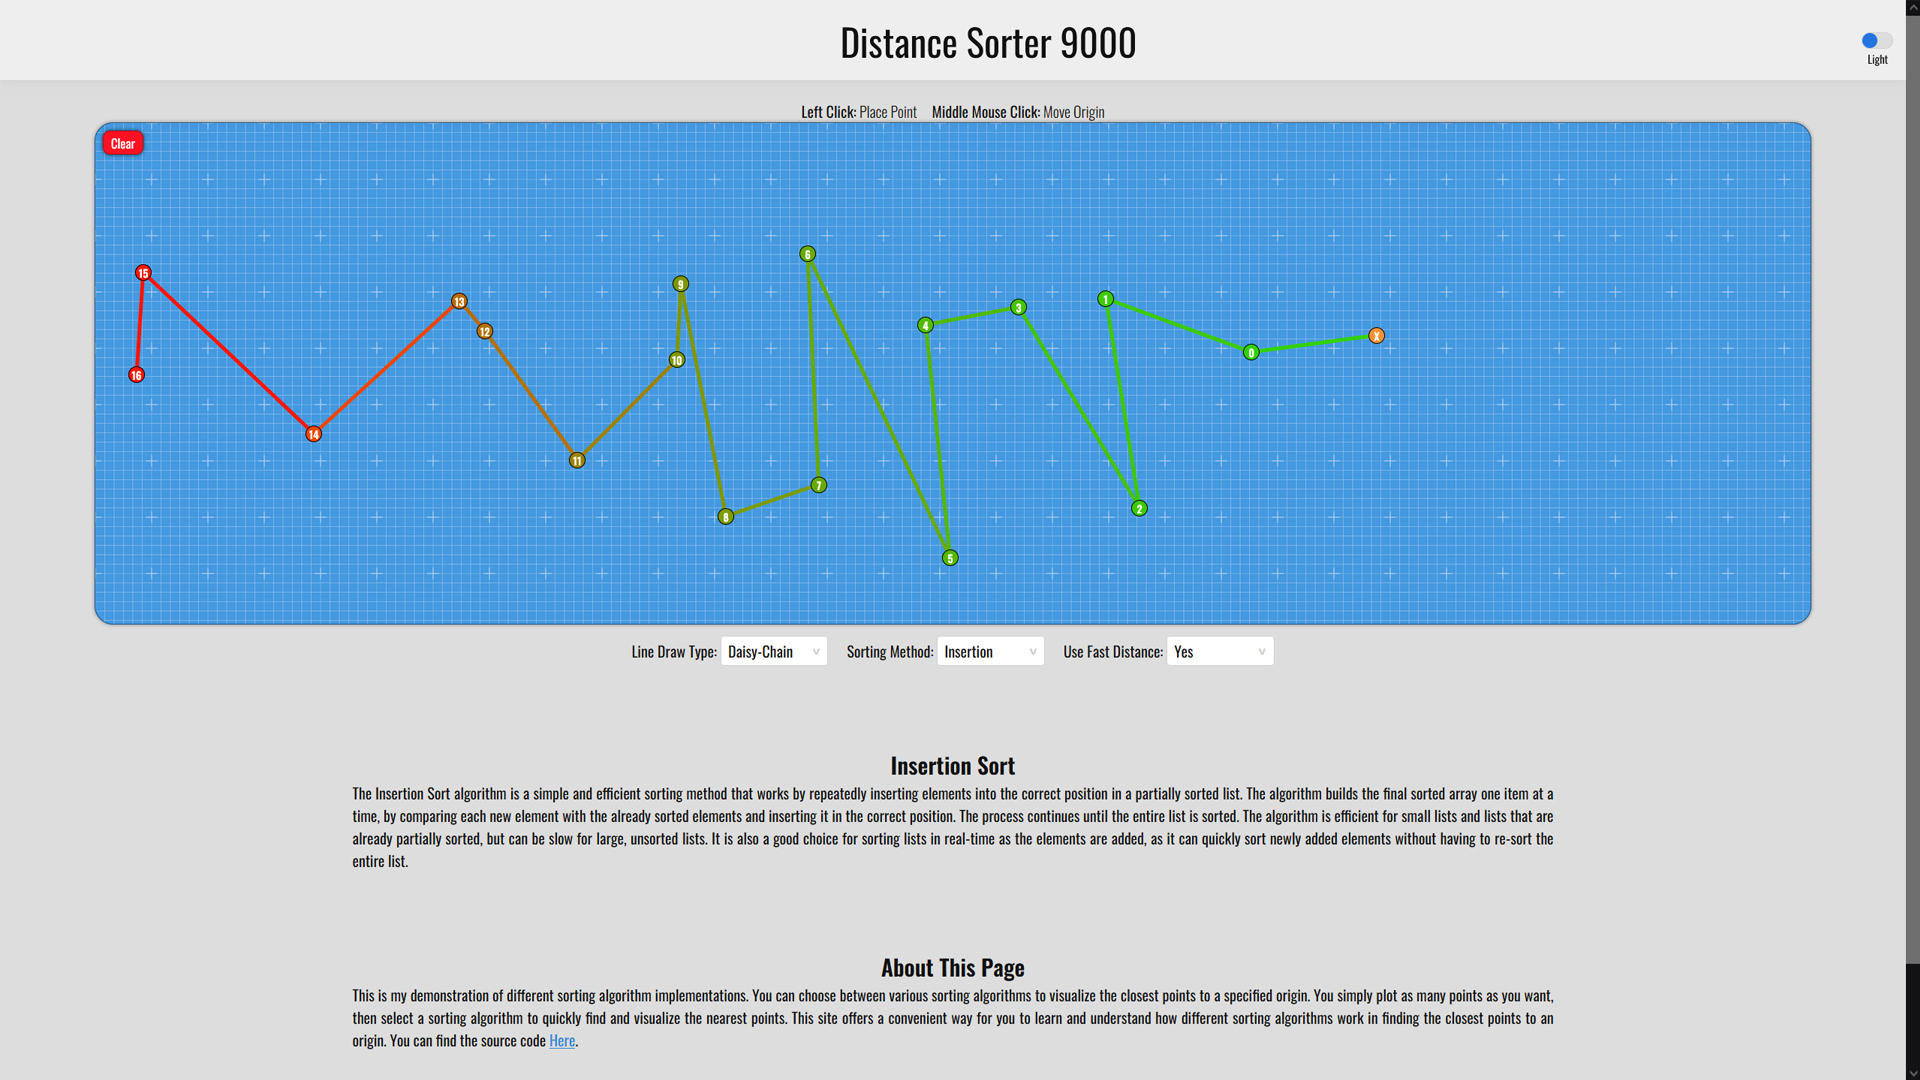 Distance Sorter 9000
Light
Left Click: Place Point Middle Mouse Click: Move Origin
Clear
6
15
9
1
13
3
4
12
X
0
10
16
14
11
7
2
8
5
Line Draw Type: Daisy-Chain Sorting Method: Insertion Use Fast Distance: Yes
Insertion Sort
The Insertion Sort algorithm is a simple and efficient sorting method that works by repeatedly inserting elements into the correct position in a partially sorted list. The algorithm builds the final sorted array one item at a
time, by comparing each new element with the already sorted elements and inserting it in the correct position. The process continues until the entire list is sorted. The algorithm is efficient for small lists and lists that are
already partially sorted, but can be slow for large, unsorted lists. It is also a good choice for sorting lists in real-time as the elements are added, as it can quickly sort newly added elements without having to re-sort the
entire list.
About This Page
This is my demonstration of different sorting algorithm implementations. You can choose between various sorting algorithms to visualize the closest points to a specified origin. You simply plot as many points as you want,
then select a sorting algorithm to quickly find and visualize the nearest points. This site offers a convenient way for you to learn and understand how different sorting algorithms work in finding the closest points to an
origin. You can find the source code Here.